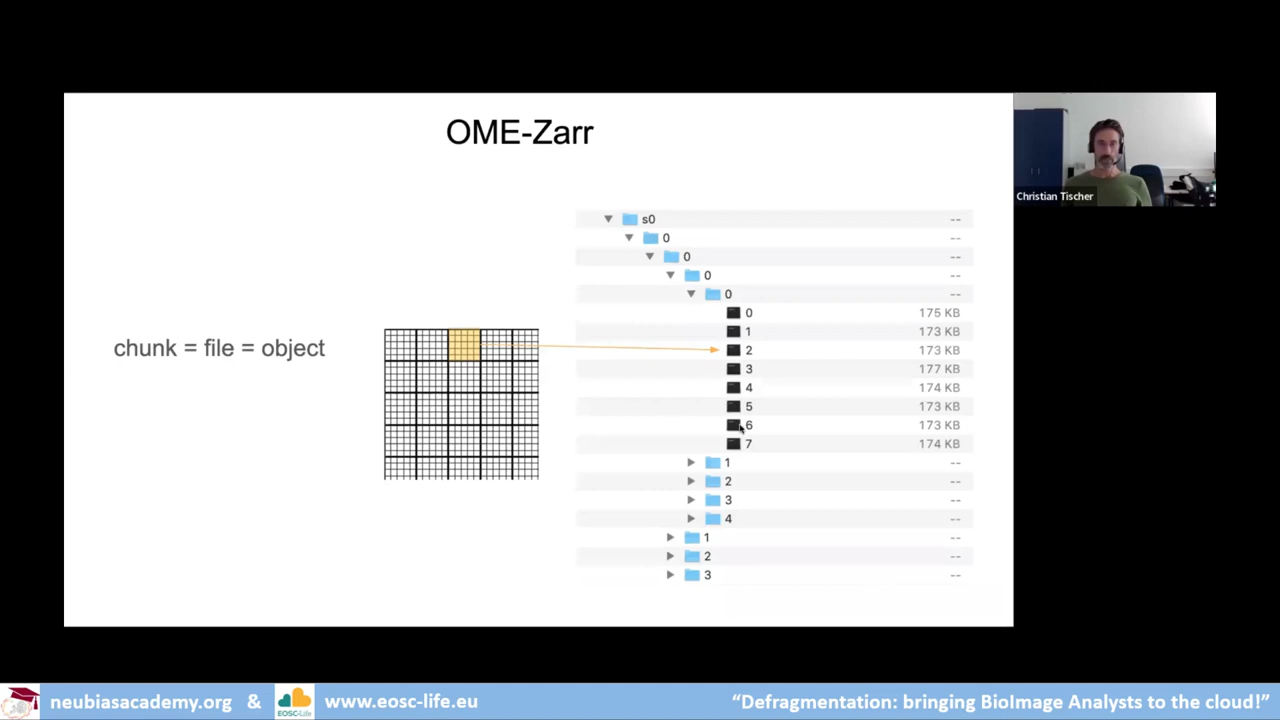 OME-Zarr
Christian Tischer
chunk = file = object
s0 --
0 --
0 --
0 --
0 --
0 175 KB
1 173 KB
2 173 KB
3 177 KB
4 174 KB
5 173 KB
6 173 KB
7 174 KB
1 --
2 --
3 --
4 --
1 --
2 --
3 --
neubiasacademy.org & EOSC-Life www.eosc-life.eu “Defragmentation: bringing BioImage Analysts to the cloud!”